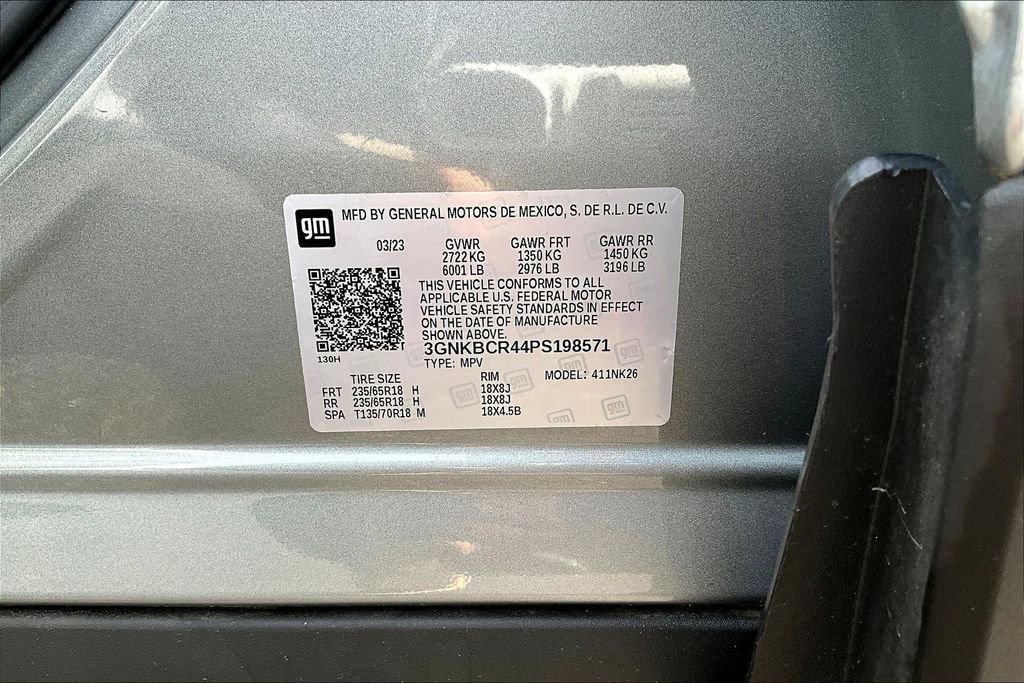 gm MFD BY GENERAL MOTORS DE MEXICO, S. DE R.L. DE C.V.
03/23 GVWR GAWR FRT GAWR RR
2722 KG 1350 KG 1450 KG
6001 LB 2976 LB 3196 LB
THIS VEHICLE CONFORMS TO ALL
APPLICABLE U.S. FEDERAL MOTOR
VEHICLE SAFETY STANDARDS IN EFFECT
ON THE DATE OF MANUFACTURE
SHOWN ABOVE.
3GNKBCR44PS198571
130H
TYPE: MPV
TIRE SIZE RIM MODEL: 411NK26
FRT 235/65R18 H 18X8J
RR 235/65R18 H 18X8J
SPA T135/70R18 M 18X4.5B